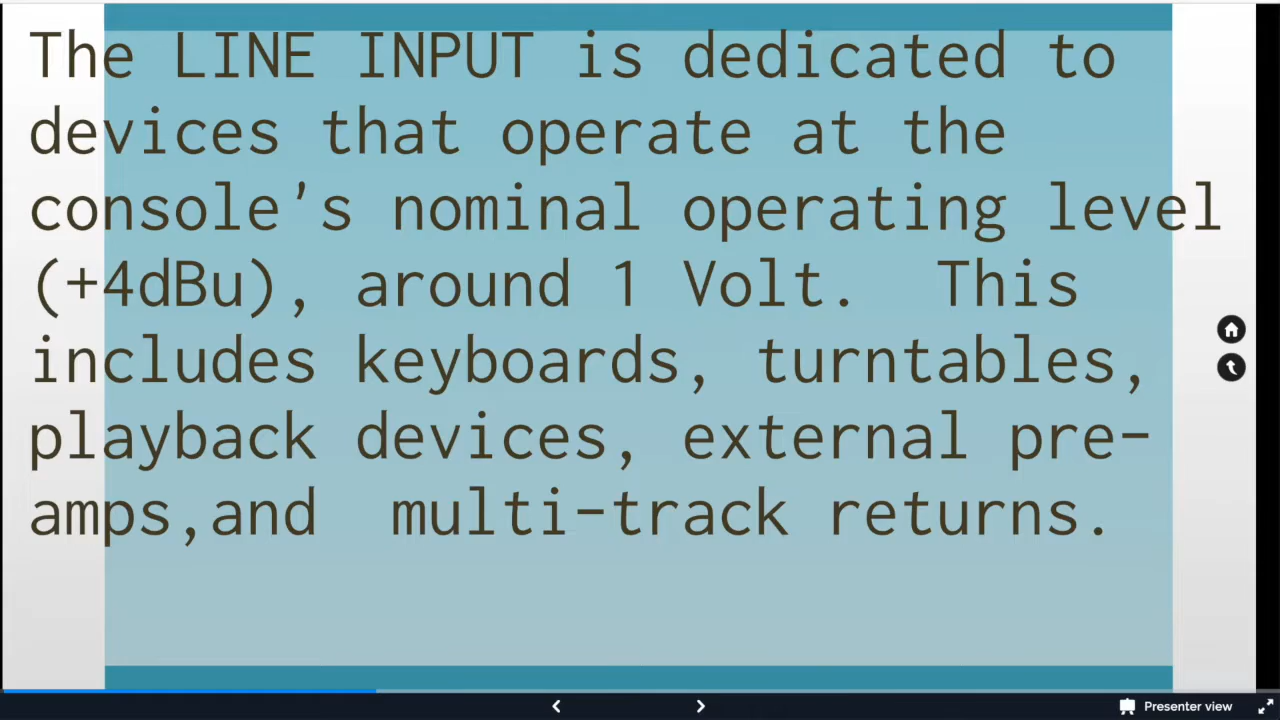 The LINE INPUT is dedicated to
devices that operate at the
console's nominal operating level
(+4dBu), around 1 Volt.  This
includes keyboards, turntables,
playback devices, external pre-
amps,and  multi-track returns.
Presenter view